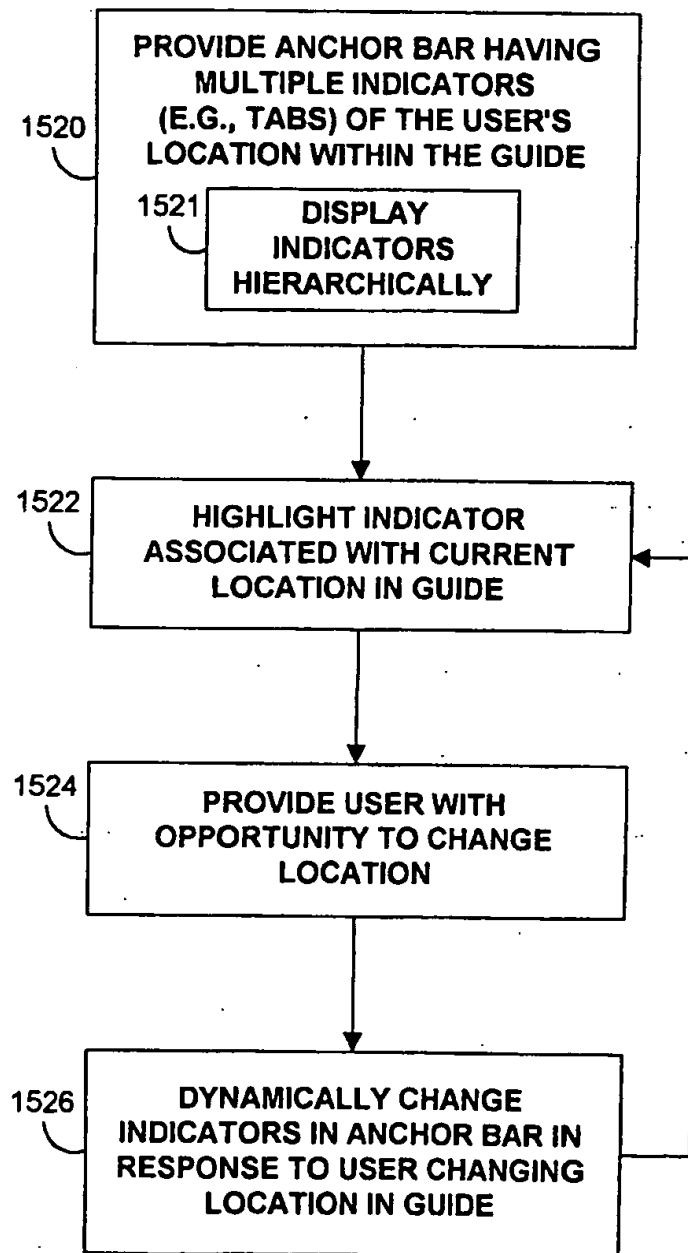 PROVIDE ANCHOR BAR HAVING
MULTIPLE INDICATORS
(E.G., TABS) OF THE USER'S
LOCATION WITHIN THE GUIDE
1520
1521
DISPLAY
INDICATORS
HIERARCHICALLY
1522
HIGHLIGHT INDICATOR
ASSOCIATED WITH CURRENT
LOCATION IN GUIDE
1524
PROVIDE USER WITH
OPPORTUNITY TO CHANGE
LOCATION
1526
DYNAMICALLY CHANGE
INDICATORS IN ANCHOR BAR IN
RESPONSE TO USER CHANGING
LOCATION IN GUIDE